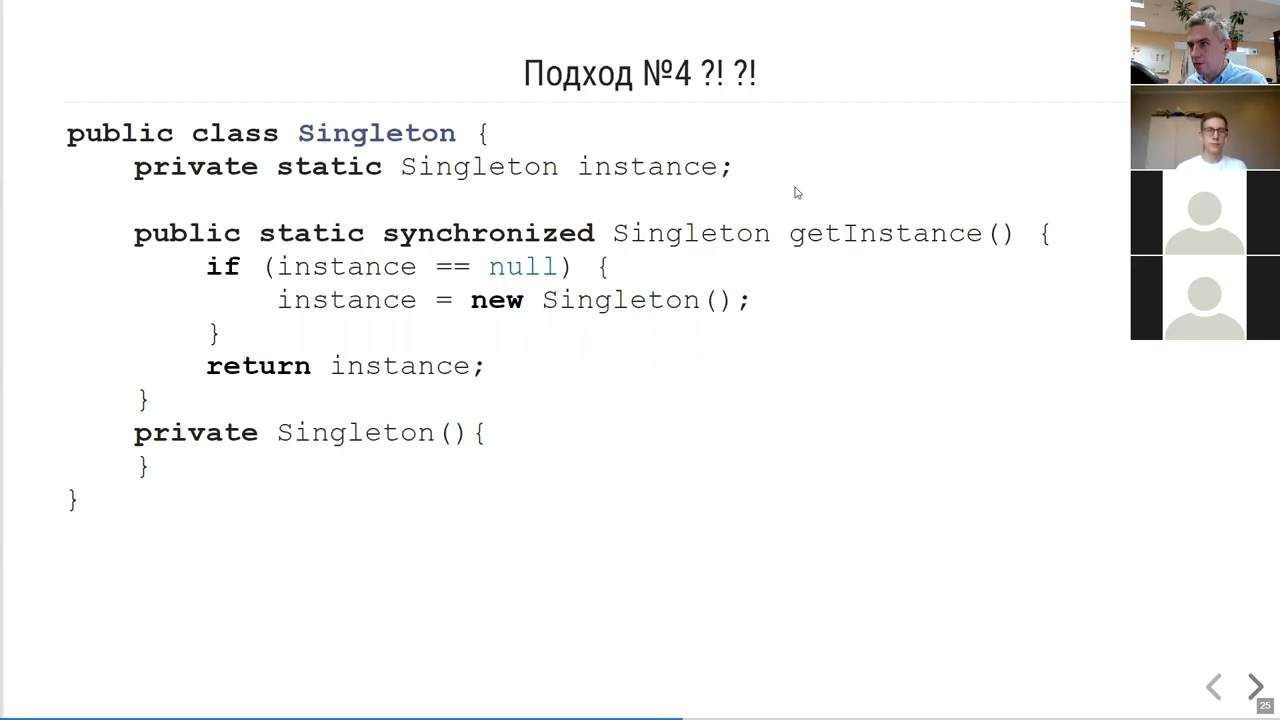 Подход №4 ?! ?!
public class Singleton {
    private static Singleton instance;

    public static synchronized Singleton getInstance() {
        if (instance == null) {
            instance = new Singleton();
        }
        return instance;
    }
    private Singleton(){
    }
}
25